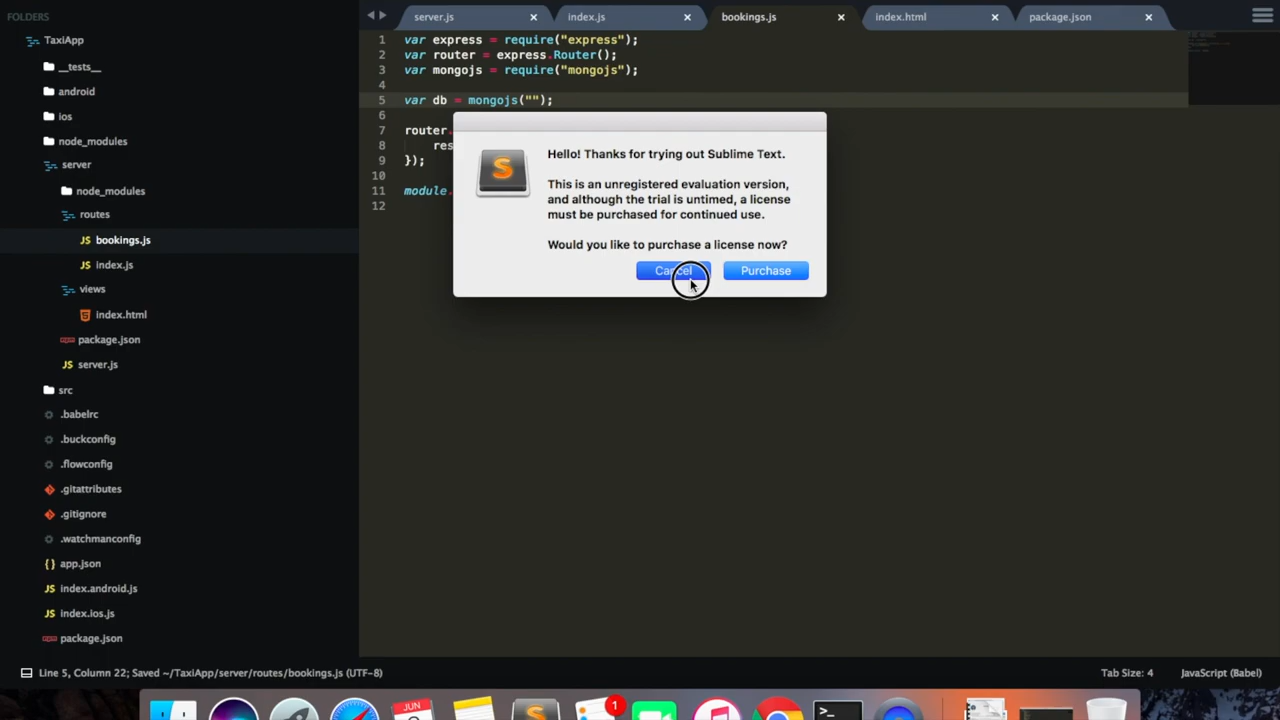 FOLDERS
TaxiApp
__tests__
android
ios
node_modules
server
node_modules
routes
bookings.js
index.js
views
index.html
package.json
server.js
src
.babelrc
.buckconfig
.flowconfig
.gitattributes
.gitignore
.watchmanconfig
app.json
index.android.js
index.ios.js
package.json
server.js
index.js
bookings.js
index.html
package.json
1 var express = require("express");
2 var router = express.Router();
3 var mongojs = require("mongojs");
4
5 var db = mongojs("");
6
7 router.
8 res
9 });
10
11 module.
12
Hello! Thanks for trying out Sublime Text.
This is an unregistered evaluation version,
and although the trial is untimed, a license
must be purchased for continued use.
Would you like to purchase a license now?
Cancel Purchase
Line 5, Column 22; Saved ~/TaxiApp/server/routes/bookings.js (UTF-8)
Tab Size: 4
JavaScript (Babel)
JUN
1
>_